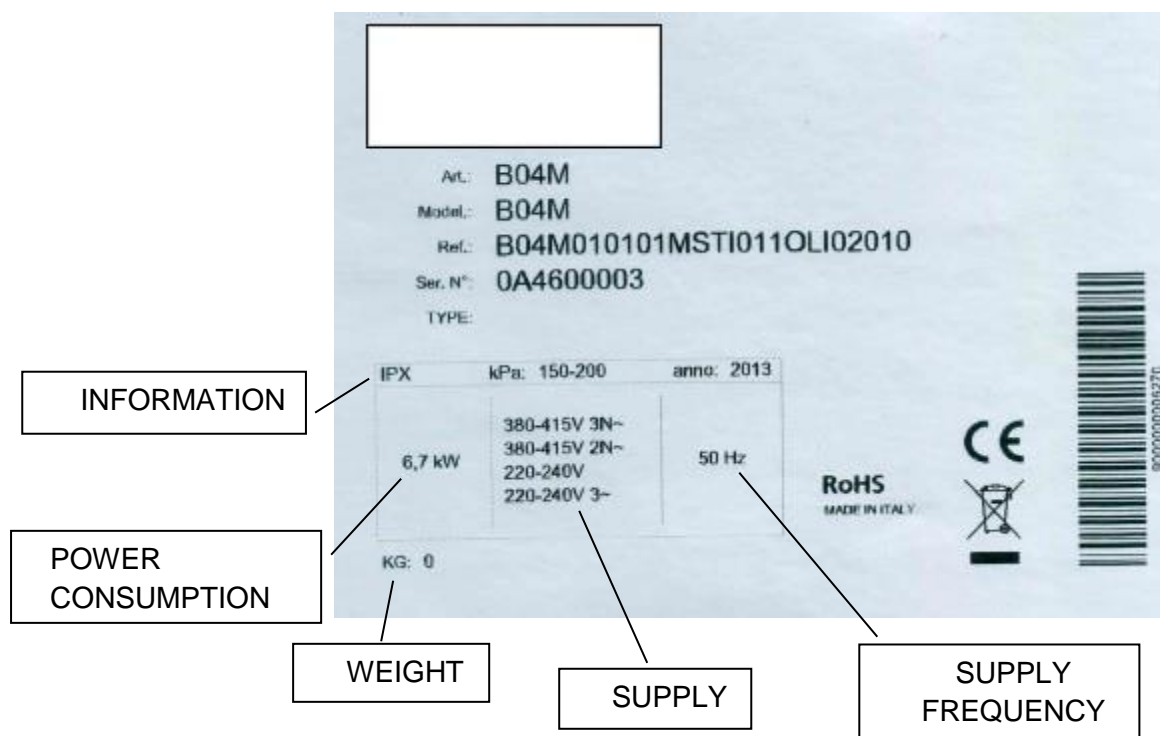 Art.: B04M
Model.: B04M
Ref.: B04M010101MSTI011OLI02010
Ser. N°: 0A4600003
TYPE:
IPX kPa: 150-200 anno: 2013
INFORMATION
380-415V 3N~
380-415V 2N~
6,7 kW
50 Hz
220-240V
220-240V 3~
CE
RoHS
MADE IN ITALY
POWER
CONSUMPTION
KG: 0
WEIGHT
SUPPLY
SUPPLY
FREQUENCY